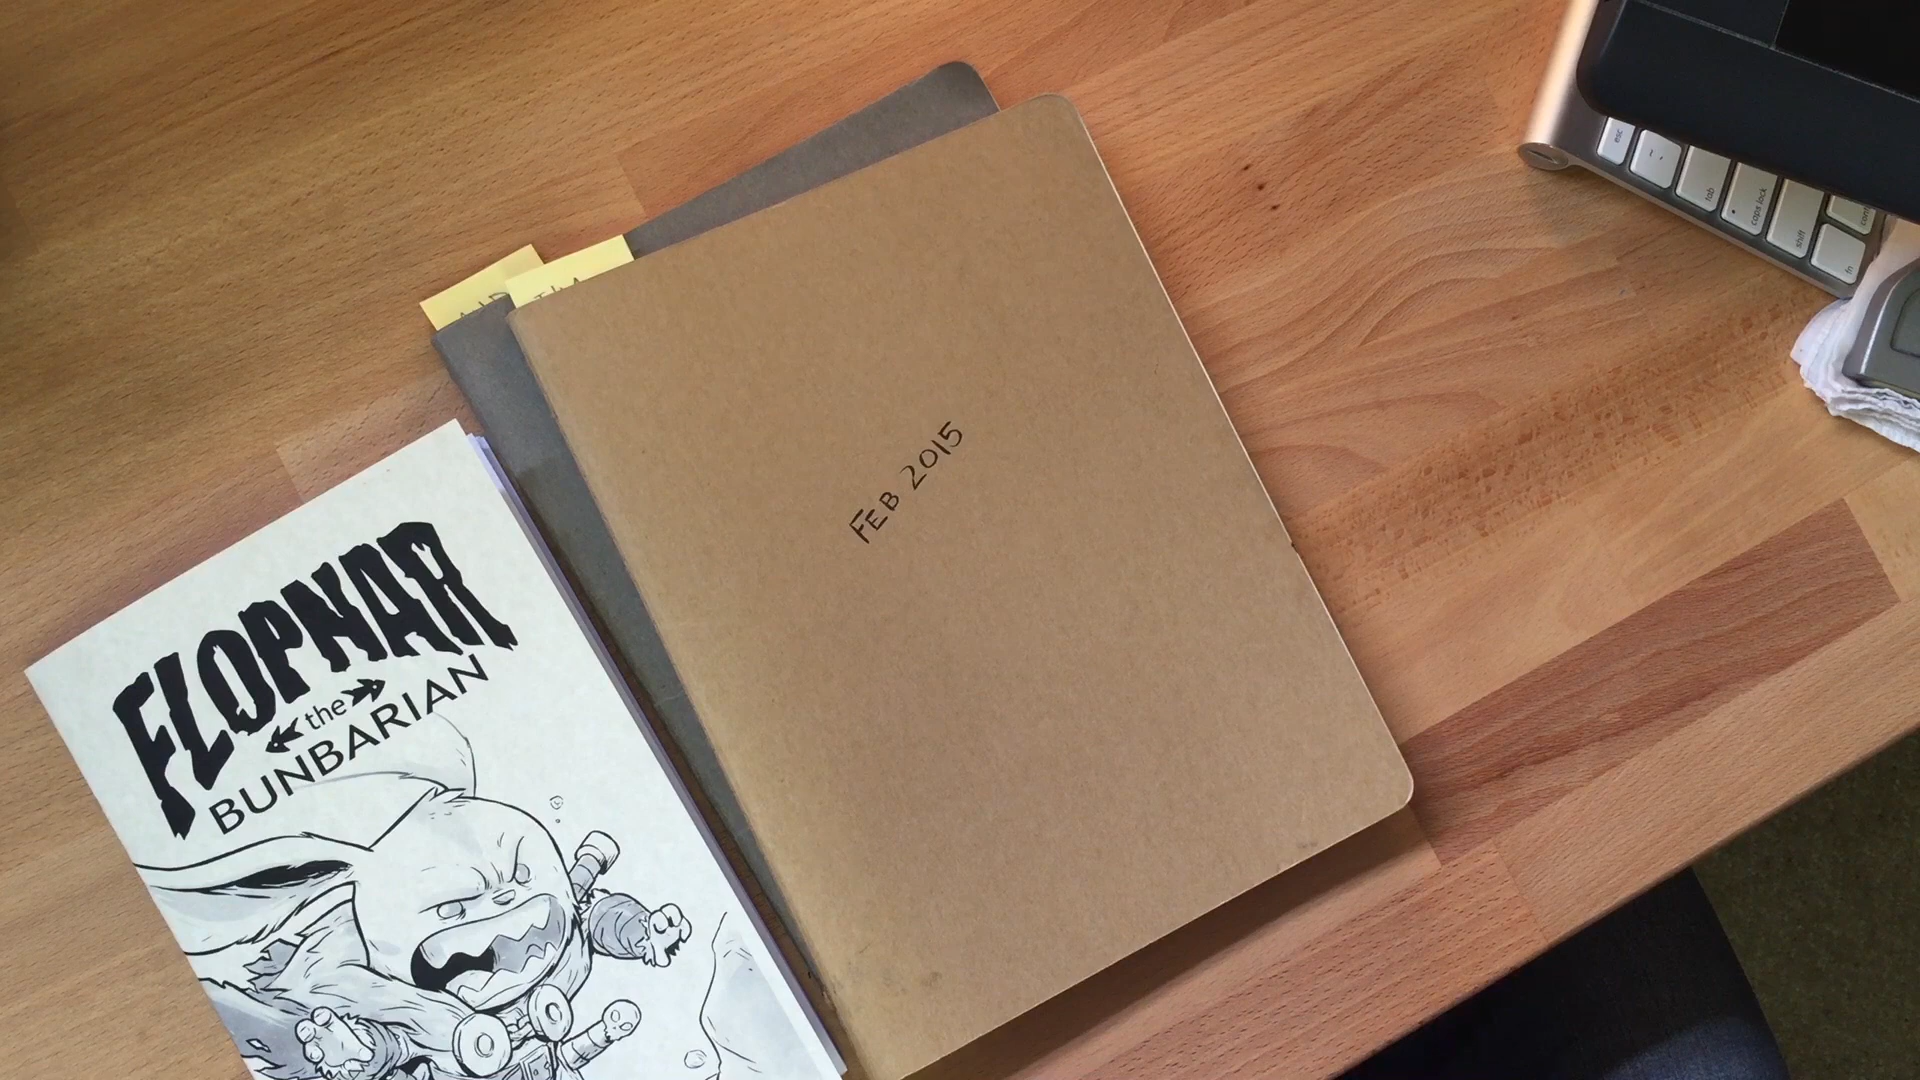 FEB 2015
FLOPNAR
the
BUNBARIAN
esc
tab
caps lock
shift
fn